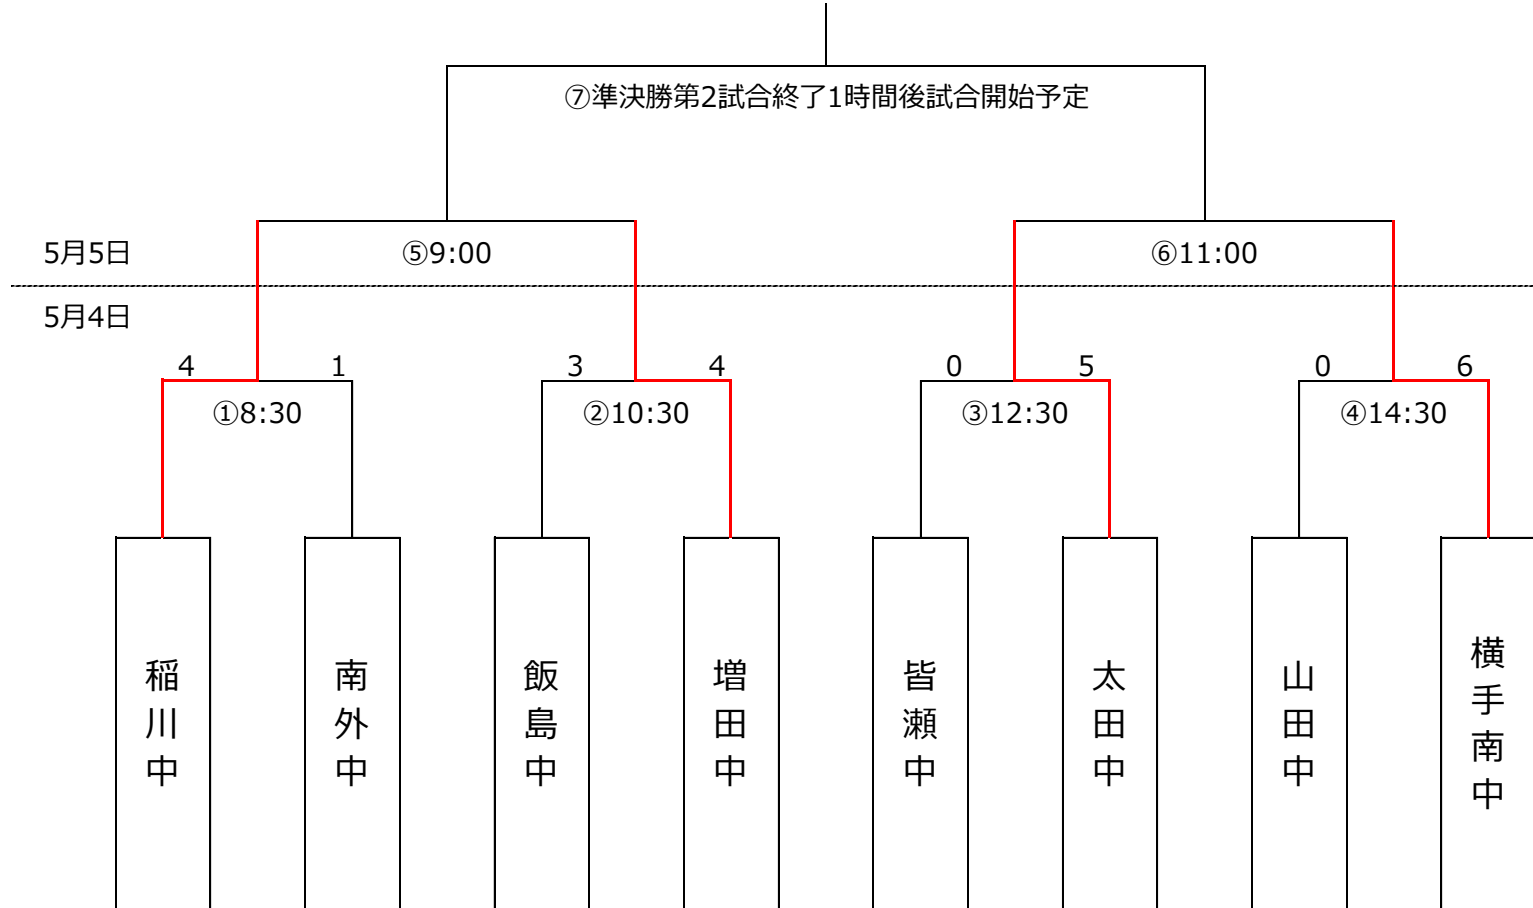 ⑦準決勝第2試合終了1時間後試合開始予定
5月5日
⑤9:00
⑥11:00
5月4日
4
1
3
4
0
5
0
6
①8:30
②10:30
③12:30
④14:30
稲川中
南外中
飯島中
増田中
皆瀬中
太田中
山田中
横手南中